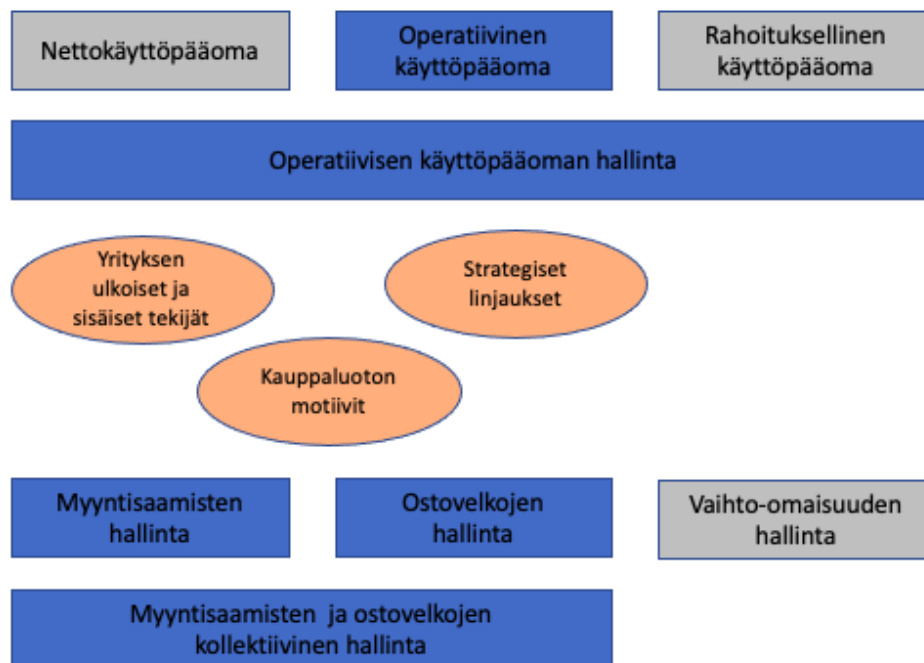 Nettokäyttöpääoma
Operatiivinen
käyttöpääoma
Rahoituksellinen
käyttöpääoma
Operatiivisen käyttöpääoman hallinta
Yrityksen
ulkoiset ja
sisäiset tekijät
Strategiset
linjaukset
Kauppaluoton
motiivit
Myyntisaamisten
hallinta
Ostovelkojen
hallinta
Vaihto-omaisuuden
hallinta
Myyntisaamisten ja ostovelkojen
kollektiivinen hallinta